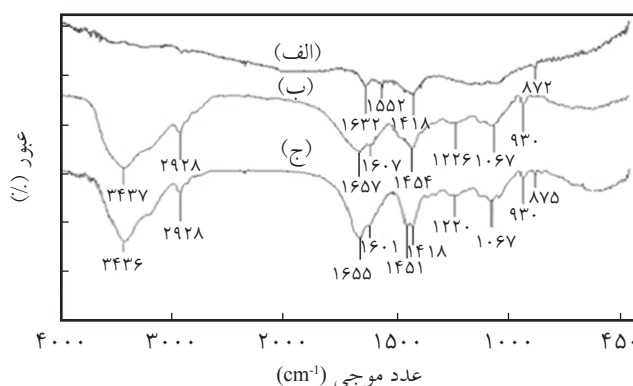 (الف)
۱۶۳۲ ۱۵۵۲ ۱۴۱۸ ۸۷۲
(ب)
۳۴۳۷ ۲۹۲۸ ۱۶۵۷ ۱۶۰۷ ۱۴۵۴ ۱۲۲۶ ۱۰۶۷ ۹۳۰
(ج)
۳۴۳۶ ۲۹۲۸ ۱۶۵۵ ۱۶۰۱ ۱۴۵۱ ۱۴۱۸ ۱۲۲۰ ۱۰۶۷ ۹۳۰ ۸۷۵
عبور (%)
۴۰۰۰ ۳۰۰۰ ۲۰۰۰ ۱۵۰۰ ۱۰۰۰ ۴۵۰
عدد موجی (cm-1)